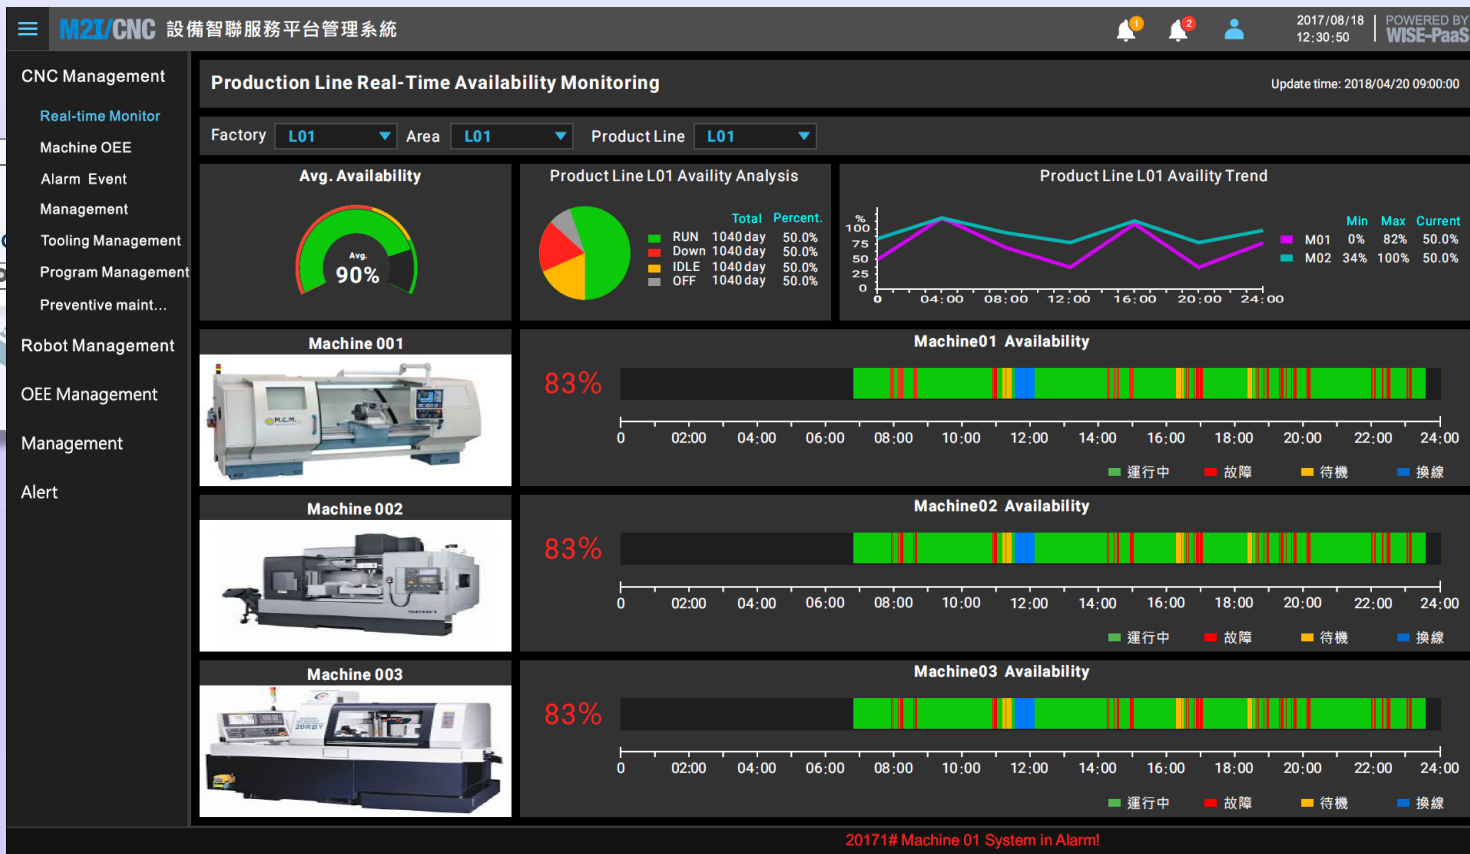 M2I/CNC 設備智聯服務平台管理系統
1
2
2017/08/18
12:30:50
POWERED BY
WISE-PaaS
CNC Management
Real-time Monitor
Machine OEE
Alarm Event
Management
Tooling Management
Program Management
Preventive maint...
Robot Management
OEE Management
Management
Alert
Production Line Real-Time Availability Monitoring
Update time: 2018/04/20 09:00:00
Factory L01 Area L01 Product Line L01
Avg. Availability
Avg.
90%
Product Line L01 Availity Analysis
Total Percent.
RUN 1040day 50.0%
Down 1040day 50.0%
IDLE 1040day 50.0%
OFF 1040day 50.0%
Product Line L01 Availity Trend
%
100
75
50
25
0
0 04:00 08:00 12:00 16:00 20:00 24:00
Min Max Current
M01 0% 82% 50.0%
M02 34% 100% 50.0%
Machine 001
M.C.M.
Machine01 Availability
83%
0 02:00 04:00 06:00 08:00 10:00 12:00 14:00 16:00 18:00 20:00 22:00 24:00
運行中 故障 待機 換線
Machine 002
Machine02 Availability
83%
0 02:00 04:00 06:00 08:00 10:00 12:00 14:00 16:00 18:00 20:00 22:00 24:00
運行中 故障 待機 換線
Machine 003
20RBY
Machine03 Availability
83%
0 02:00 04:00 06:00 08:00 10:00 12:00 14:00 16:00 18:00 20:00 22:00 24:00
運行中 故障 待機 換線
20171# Machine 01 System in Alarm!